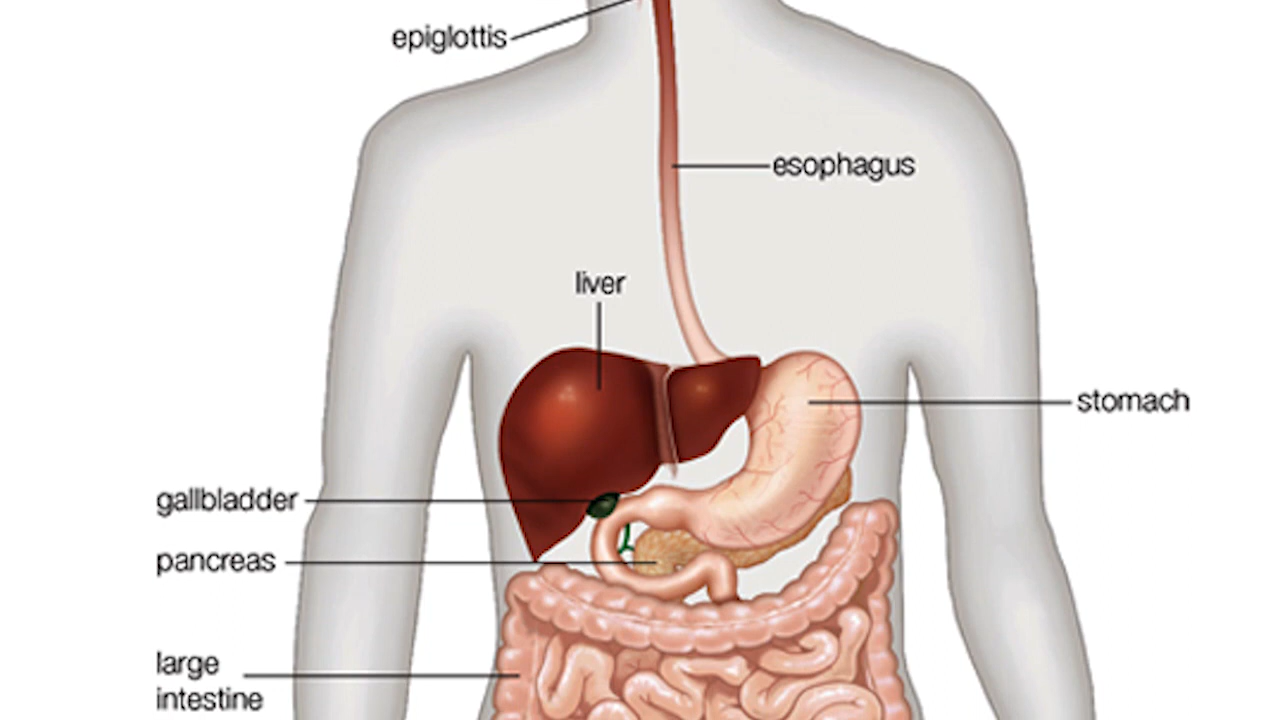 epiglottis
esophagus
liver
stomach
gallbladder
pancreas
large
intestine